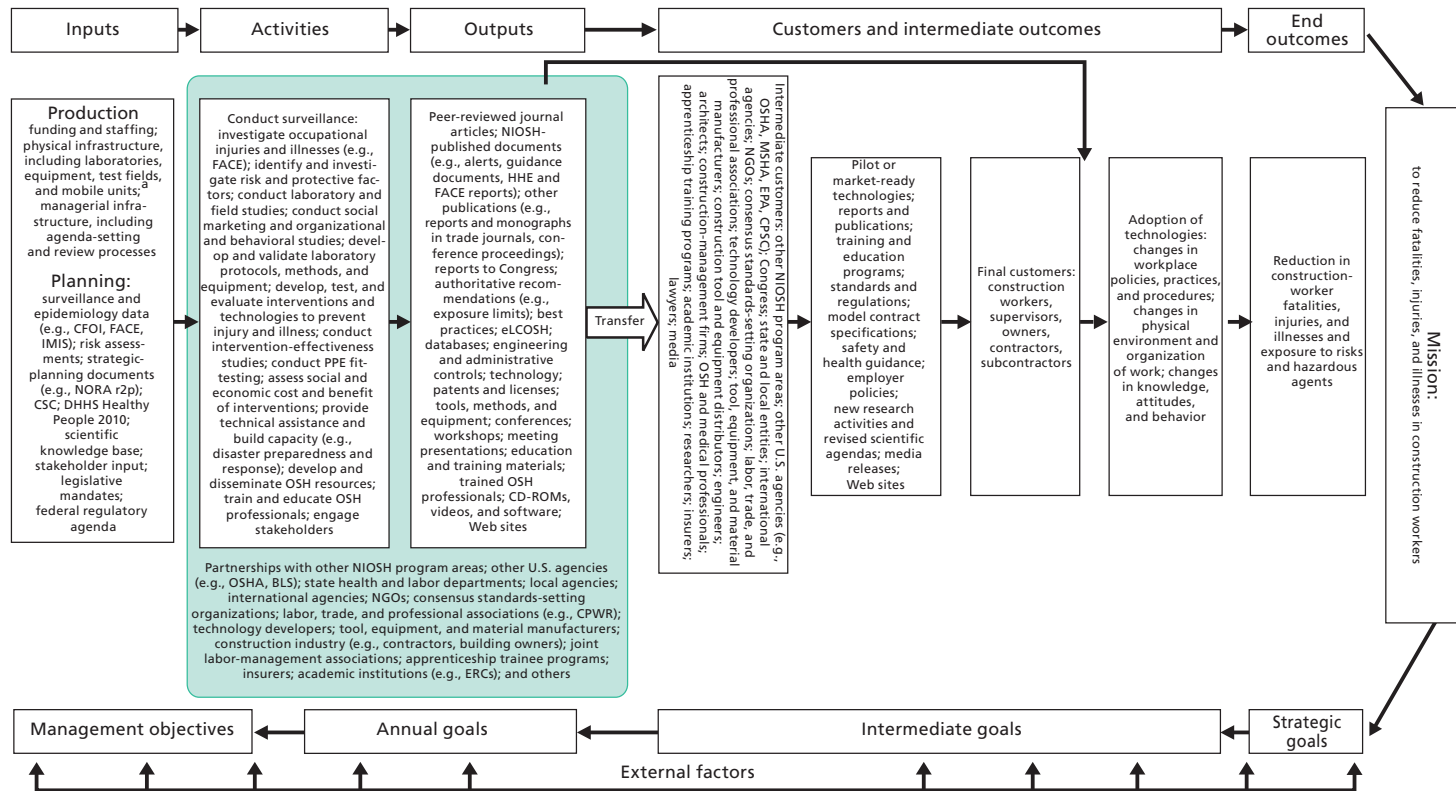 Inputs
Activities
Outputs
Customers and intermediate outcomes
End
outcomes
Production
funding and staffing;
physical infrastructure,
including laboratories,
equipment, test fields,
and mobile units;a
managerial infra-
structure, including
agenda-setting
and review processes
Planning:
surveillance and
epidemiology data
(e.g., CFOI, FACE,
IMIS); risk assess-
ments; strategic-
planning documents
(e.g., NORA r2p);
CSC; DHHS Healthy
People 2010;
scientific
knowledge base;
stakeholder input;
legislative
mandates;
federal regulatory
agenda
Conduct surveillance:
investigate occupational
injuries and illnesses (e.g.,
FACE); identify and investi-
gate risk and protective fac-
tors; conduct laboratory and
field studies; conduct social
marketing and organizational
and behavioral studies; devel-
op and validate laboratory
protocols, methods, and
equipment; develop, test, and
evaluate interventions and
technologies to prevent
injury and illness; conduct
intervention-effectiveness
studies; conduct PPE fit-
testing; assess social and
economic cost and benefit
of interventions; provide
technical assistance and
build capacity (e.g.,
disaster preparedness and
response); develop and
disseminate OSH resources;
train and educate OSH
professionals; engage
stakeholders
Peer-reviewed journal
articles; NIOSH-
published documents
(e.g., alerts, guidance
documents, HHE and
FACE reports); other
publications (e.g.,
reports and monographs
in trade journals, con-
ference proceedings);
reports to Congress;
authoritative recom-
mendations (e.g.,
exposure limits); best
practices; eLCOSH;
databases; engineering
and administrative
controls; technology;
patents and licenses;
tools, methods, and
equipment; conferences;
workshops; meeting
presentations; education
and training materials;
trained OSH
professionals; CD-ROMs,
videos, and software;
Web sites
Partnerships with other NIOSH program areas; other U.S. agencies
(e.g., OSHA, BLS); state health and labor departments; local agencies;
international agencies; NGOs; consensus standards-setting
organizations; labor, trade, and professional associations (e.g., CPWR);
technology developers; tool, equipment, and material manufacturers;
construction industry (e.g., contractors, building owners); joint
labor-management associations; apprenticeship trainee programs;
insurers; academic institutions (e.g., ERCs); and others
Transfer
Intermediate customers: other NIOSH program areas; other U.S. agencies (e.g.,
OSHA, MSHA, EPA, CPSC); Congress; state and local entities; international
agencies; NGOs; consensus standards-setting organizations; labor, trade, and
professional associations; technology developers; tool, equipment, and material
manufacturers; construction tool and equipment distributors; engineers;
architects; construction-management firms; OSH and medical professionals;
apprenticeship training programs; academic institutions; researchers; insurers;
lawyers; media
Pilot or
market-ready
technologies;
reports and
publications;
training and
education
programs;
standards and
regulations;
model contract
specifications;
safety and
health guidance;
employer
policies;
new research
activities and
revised scientific
agendas; media
releases;
Web sites
Final customers:
construction workers,
supervisors,
owners,
contractors,
subcontractors
Adoption of
technologies:
changes in
workplace
policies, practices,
and procedures;
changes in
physical
environment and
organization
of work; changes
in knowledge,
attitudes,
and behavior
Reduction in
construction-
worker
fatalities,
injuries, and
illnesses and
exposure to risks
and hazardous
agents
Mission:
to reduce fatalities, injuries, and illnesses in construction workers
Management objectives
Annual goals
Intermediate goals
Strategic
goals
External factors